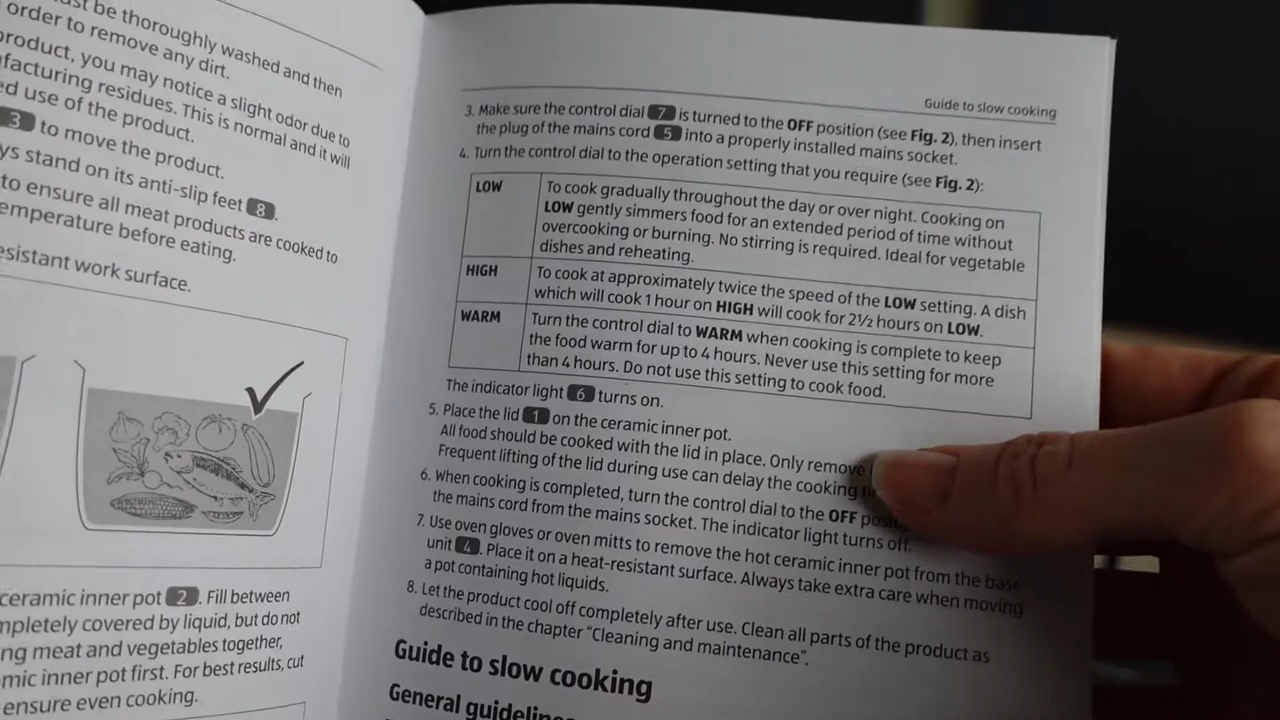 be thoroughly washed and then
order to remove any dirt.
product, you may notice a slight odor due to
facturing residues. This is normal and it will
ed use of the product.
3 to move the product.
ys stand on its anti-slip feet 8.
to ensure all meat products are cooked to
emperature before eating.
esistant work surface.
ceramic inner pot 2. Fill between
mpletely covered by liquid, but do not
ng meat and vegetables together,
mic inner pot first. For best results, cut
ensure even cooking.
Guide to slow cooking
3. Make sure the control dial 7 is turned to the OFF position (see Fig. 2), then insert
the plug of the mains cord 5 into a properly installed mains socket.
4. Turn the control dial to the operation setting that you require (see Fig. 2):
LOW
To cook gradually throughout the day or over night. Cooking on
LOW gently simmers food for an extended period of time without
overcooking or burning. No stirring is required. Ideal for vegetable
dishes and reheating.
HIGH
To cook at approximately twice the speed of the LOW setting. A dish
which will cook 1 hour on HIGH will cook for 2½ hours on LOW.
WARM
Turn the control dial to WARM when cooking is complete to keep
the food warm for up to 4 hours. Never use this setting for more
than 4 hours. Do not use this setting to cook food.
The indicator light 6 turns on.
5. Place the lid 1 on the ceramic inner pot.
All food should be cooked with the lid in place. Only remove
Frequent lifting of the lid during use can delay the cooking
6. When cooking is completed, turn the control dial to the OFF
the mains cord from the mains socket. The indicator light turns off.
7. Use oven gloves or oven mitts to remove the hot ceramic inner pot from the base
unit 4. Place it on a heat-resistant surface. Always take extra care when moving
a pot containing hot liquids.
8. Let the product cool off completely after use. Clean all parts of the product as
described in the chapter “Cleaning and maintenance”.
Guide to slow cooking
General guidelines